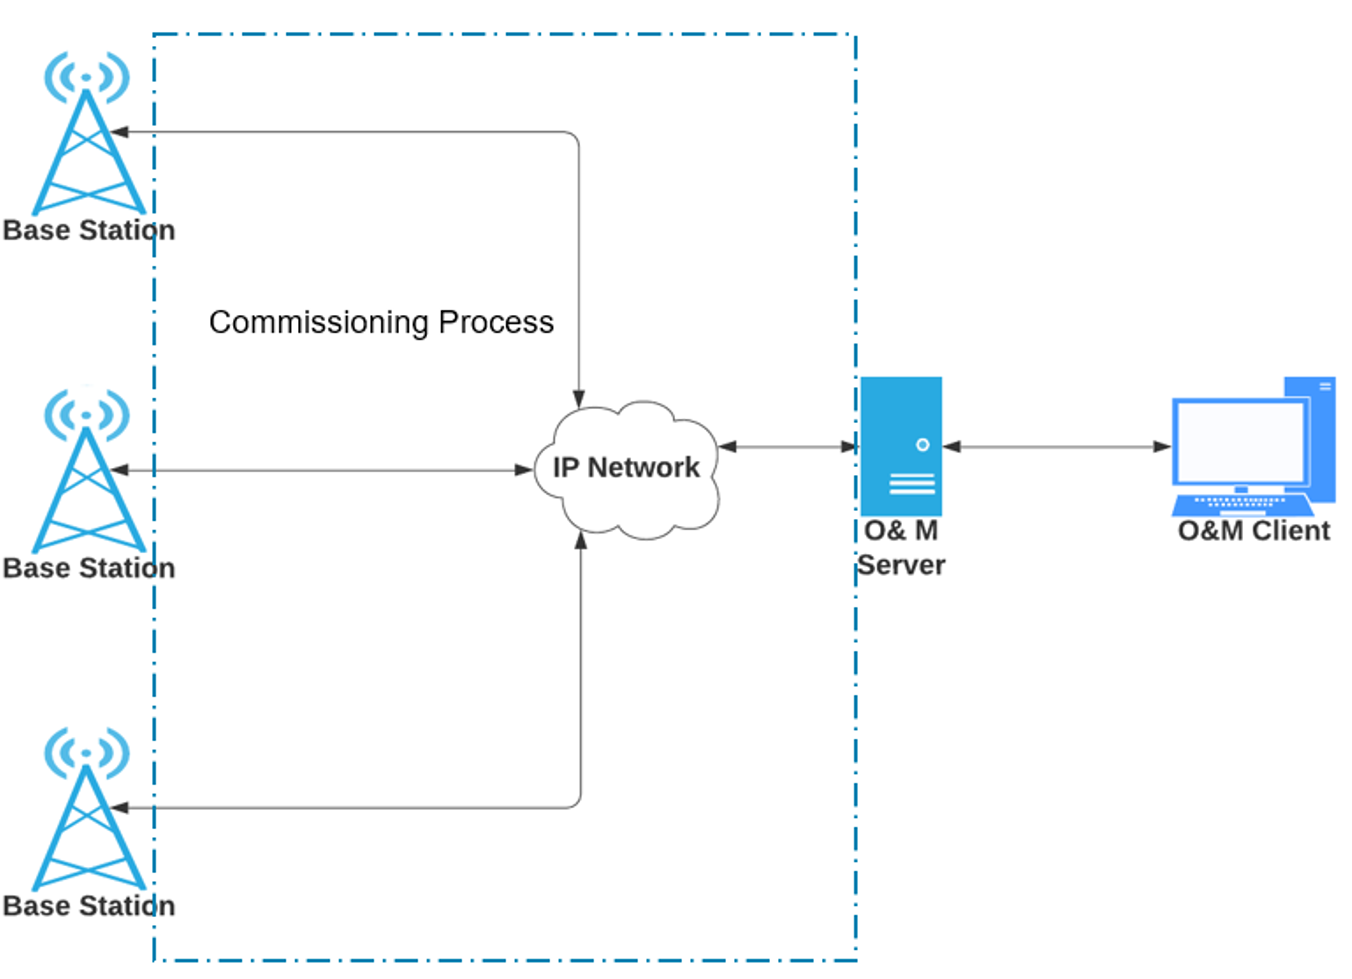 Base Station
Commissioning Process
Base Station
IP Network
O& M
Server
O&M Client
Base Station